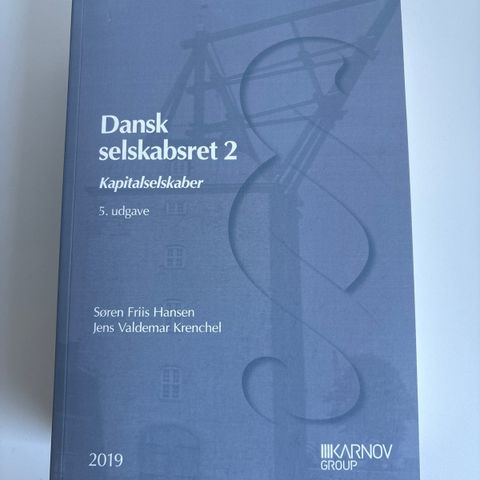 Dansk
selskabsret 2
Kapitalselskaber
5. udgave
Søren Friis Hansen
Jens Valdemar Krenchel
2019
KARNOV
GROUP